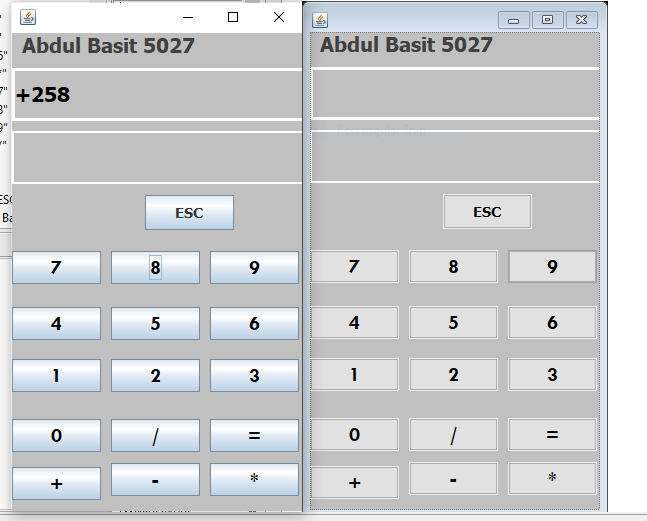 Abdul Basit 5027
+258
ESC
7 8 9
4 5 6
1 2 3
0 / =
+ - *
Abdul Basit 5027
ESC
7 8 9
4 5 6
1 2 3
0 / =
+ - *